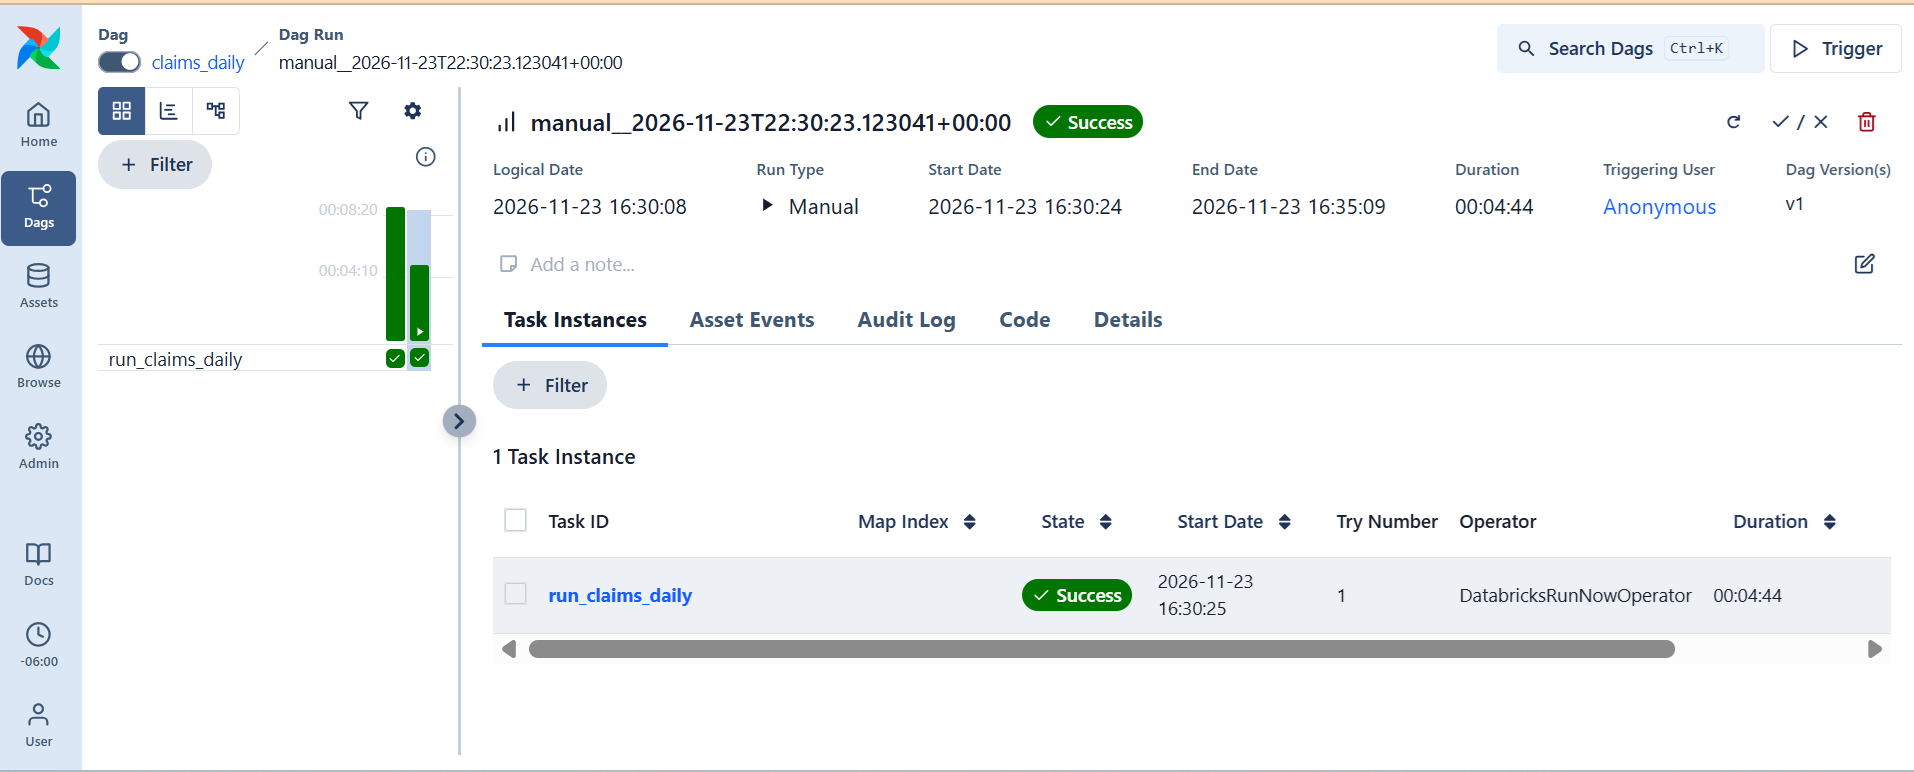 Dag
claims_daily
Dag Run
manual__2026-11-23T22:30:23.123041+00:00
Search Dags Ctrl+K
Trigger
Home
Dags
Assets
Browse
Admin
Docs
-06:00
User
Filter
00:08:20
00:04:10
run_claims_daily
manual__2026-11-23T22:30:23.123041+00:00 Success
/
Logical Date Run Type Start Date End Date Duration Triggering User Dag Version(s)
2026-11-23 16:30:08 Manual 2026-11-23 16:30:24 2026-11-23 16:35:09 00:04:44 Anonymous v1
Add a note...
Task Instances Asset Events Audit Log Code Details
Filter
1 Task Instance
Task ID Map Index State Start Date Try Number Operator Duration
run_claims_daily Success 2026-11-23 1 DatabricksRunNowOperator 00:04:44
16:30:25